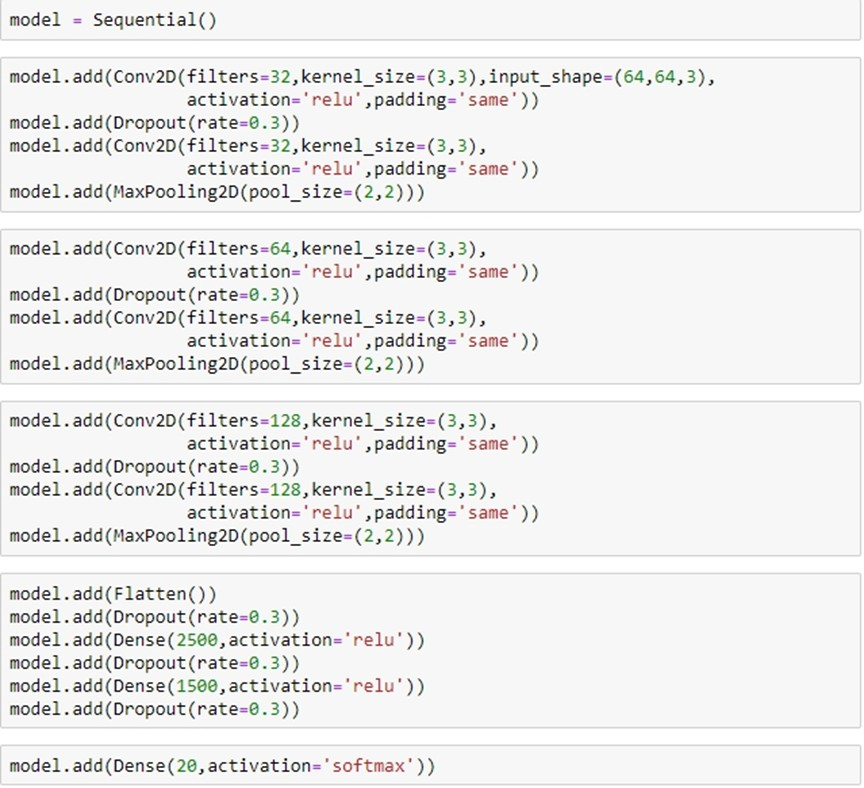 model = Sequential()
model.add(Conv2D(filters=32,kernel_size=(3,3),input_shape=(64,64,3),
                 activation='relu',padding='same'))
model.add(Dropout(rate=0.3))
model.add(Conv2D(filters=32,kernel_size=(3,3),
                 activation='relu',padding='same'))
model.add(MaxPooling2D(pool_size=(2,2)))
model.add(Conv2D(filters=64,kernel_size=(3,3),
                 activation='relu',padding='same'))
model.add(Dropout(rate=0.3))
model.add(Conv2D(filters=64,kernel_size=(3,3),
                 activation='relu',padding='same'))
model.add(MaxPooling2D(pool_size=(2,2)))
model.add(Conv2D(filters=128,kernel_size=(3,3),
                 activation='relu',padding='same'))
model.add(Dropout(rate=0.3))
model.add(Conv2D(filters=128,kernel_size=(3,3),
                 activation='relu',padding='same'))
model.add(MaxPooling2D(pool_size=(2,2)))
model.add(Flatten())
model.add(Dropout(rate=0.3))
model.add(Dense(2500,activation='relu'))
model.add(Dropout(rate=0.3))
model.add(Dense(1500,activation='relu'))
model.add(Dropout(rate=0.3))
model.add(Dense(20,activation='softmax'))